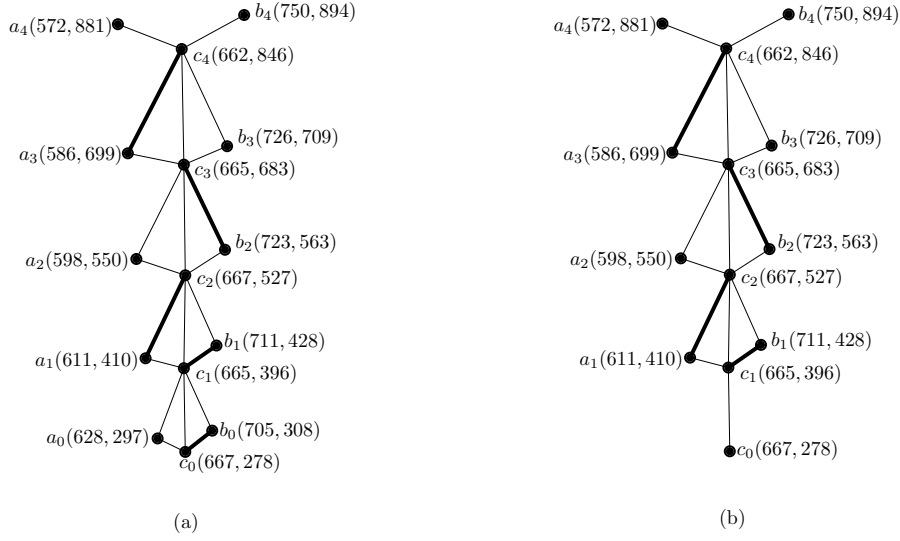 a₄(572, 881)
b₄(750, 894)
c₄(662, 846)
b₃(726, 709)
a₃(586, 699)
c₃(665, 683)
b₂(723, 563)
a₂(598, 550)
c₂(667, 527)
b₁(711, 428)
a₁(611, 410)
c₁(665, 396)
a₀(628, 297)
b₀(705, 308)
c₀(667, 278)
(a)
a₄(572, 881)
b₄(750, 894)
c₄(662, 846)
b₃(726, 709)
a₃(586, 699)
c₃(665, 683)
b₂(723, 563)
a₂(598, 550)
c₂(667, 527)
b₁(711, 428)
a₁(611, 410)
c₁(665, 396)
c₀(667, 278)
(b)